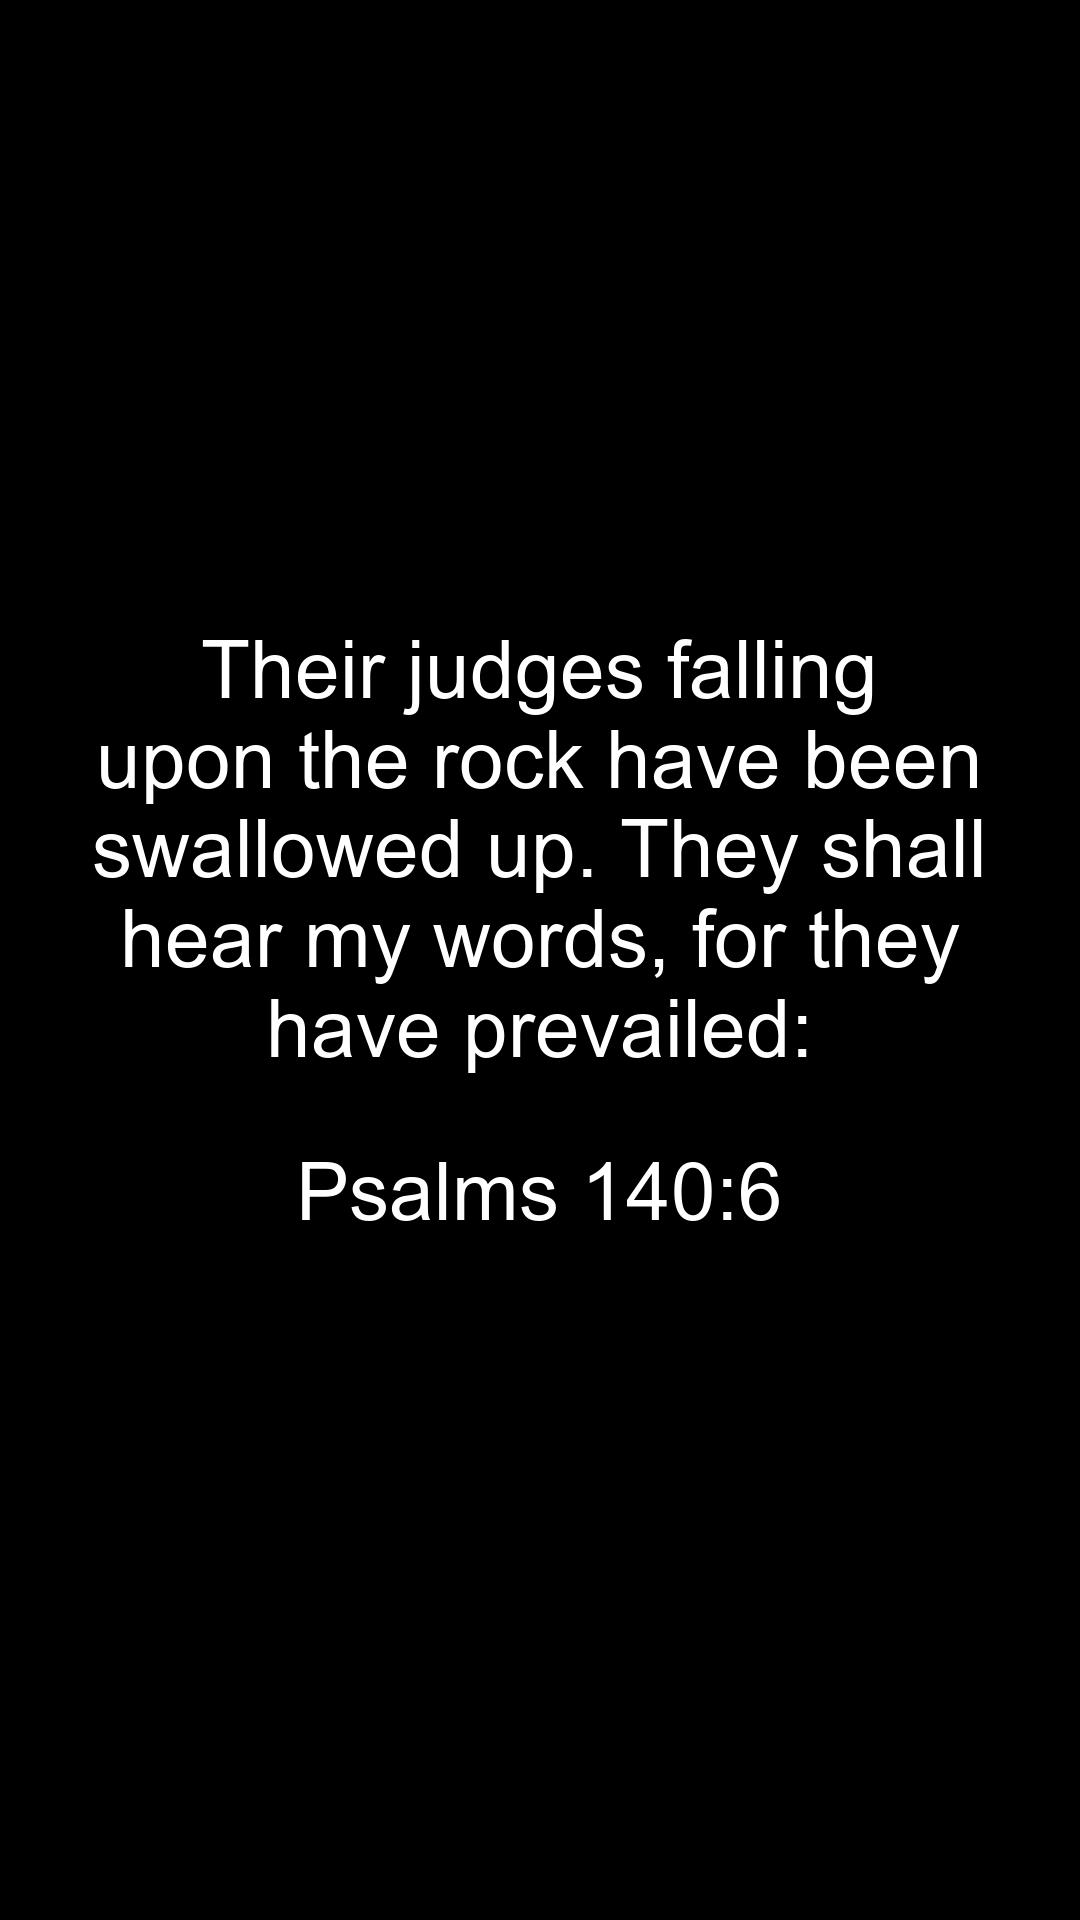 Their judges falling
upon the rock have been
swallowed up. They shall
hear my words, for they
have prevailed:
Psalms 140:6